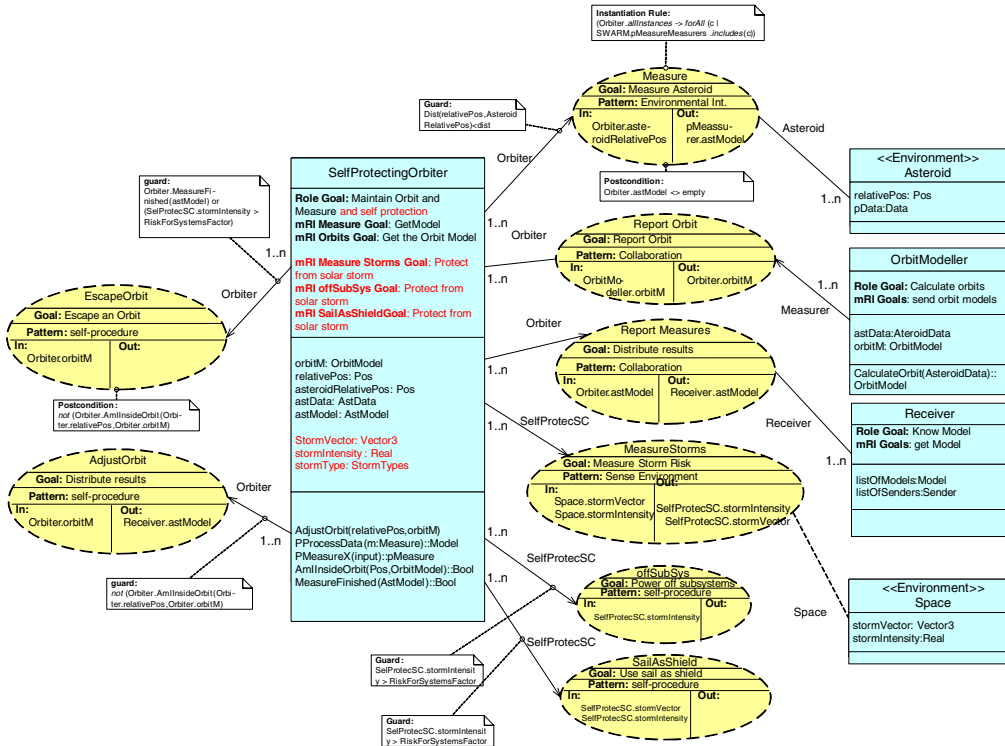 Instantiation Rule:
(Orbiter.allInstances -> forAll (c |
SWARM.pMeasureMeasurers .includes(c))
Measure
Goal: Measure Asteroid
Pattern: Environmental Int.
In:
Orbiter.aste-
roidRelativePos
Out:
pMeassu-
rer.astModel
Guard:
Dist(relativePos,Asteroid
RelativePos)<dist
Orbiter
1..n
Asteroid
1..n
Postcondition:
Orbiter.astModel <> empty
<<Environment>>
Asteroid
relativePos: Pos
pData:Data
SelfProtectingOrbiter
Role Goal: Maintain Orbit and
Measure and self protection
mRI Measure Goal: GetModel
mRI Orbits Goal: Get the Orbit Model
mRI Measure Storms Goal: Protect
from solar storm
mRI offSubSys Goal: Protect from
solar storm
mRI SailAsShieldGoal: Protect from
solar storm
orbitM: OrbitModel
relativePos: Pos
asteroidRelativePos: Pos
astData: AstData
astModel: AstModel
StormVector: Vector3
stormIntensity : Real
stormType: StormTypes
AdjustOrbit(relativePos,orbitM)
PProcessData (m:Measure)::Model
PMeasureX(input)::pMeasure
AmIInsideOrbit(Pos,OrbitModel)::Bool
MeasureFinished(AstModel)::Bool
guard:
Orbiter.MeasureFi-
nished(astModel) or
(SelProtecSC.stormIntensity >
RiskForSystemsFactor)
1..n
Orbiter
EscapeOrbit
Goal: Escape an Orbit
Pattern: self-procedure
In:
Orbiter.orbitM
Out:
Postcondition:
not (Orbiter.AmIInsideOrbit(Orbi-
ter.relativePos,Orbiter.orbitM)
AdjustOrbit
Goal: Distribute results
Pattern: self-procedure
In:
Orbiter.orbitM
Out:
Receiver.astModel
Orbiter
1..n
guard:
not (Orbiter.AmIInsideOrbit(Orbi-
ter.relativePos,Orbiter.orbitM)
Orbiter
1..n
Report Orbit
Goal: Report Orbit
Pattern: Collaboration
In:
OrbitMo-
deller.orbitM
Out:
Orbiter.orbitM
1..n
Measurer
OrbitModeller
Role Goal: Calculate orbits
mRI Goals: send orbit models
astData:AteroidData
orbitM: OrbitModel
CalculateOrbit(AsteroidData)::
OrbitModel
Orbiter
1..n
Report Measures
Goal: Distribute results
Pattern: Collaboration
In:
Orbiter.astModel
Out:
Receiver.astModel
Receiver
1..n
Receiver
Role Goal: Know Model
mRI Goals: get Model
listOfModels:Model
listOfSenders:Sender
SelfProtecSC
1..n
MeasureStorms
Goal: Measure Storm Risk
Pattern: Sense Environment
In:
Space.stormVector
Space.stormIntensity
Out:
SelfProtecSC.stormIntensity
SelfProtecSC.stormVector
Space
<<Environment>>
Space
stormVector: Vector3
stormIntensity:Real
1..n
SelfProtecSC
offSubSys
Goal: Power off subsystems
Pattern: self-procedure
In:
SelfProtecSC.stormIntensity
Out:
Guard:
SelProtecSC.stormIntensit
y > RiskForSystemsFactor
1..n
SelfProtecSC
SailAsShield
Goal: Use sail as shield
Pattern: self-procedure
In:
SelfProtecSC.stormVector
SelfProtecSC.stormIntensity
Out:
Guard:
SelProtecSC.stormIntensit
y > RiskForSystemsFactor